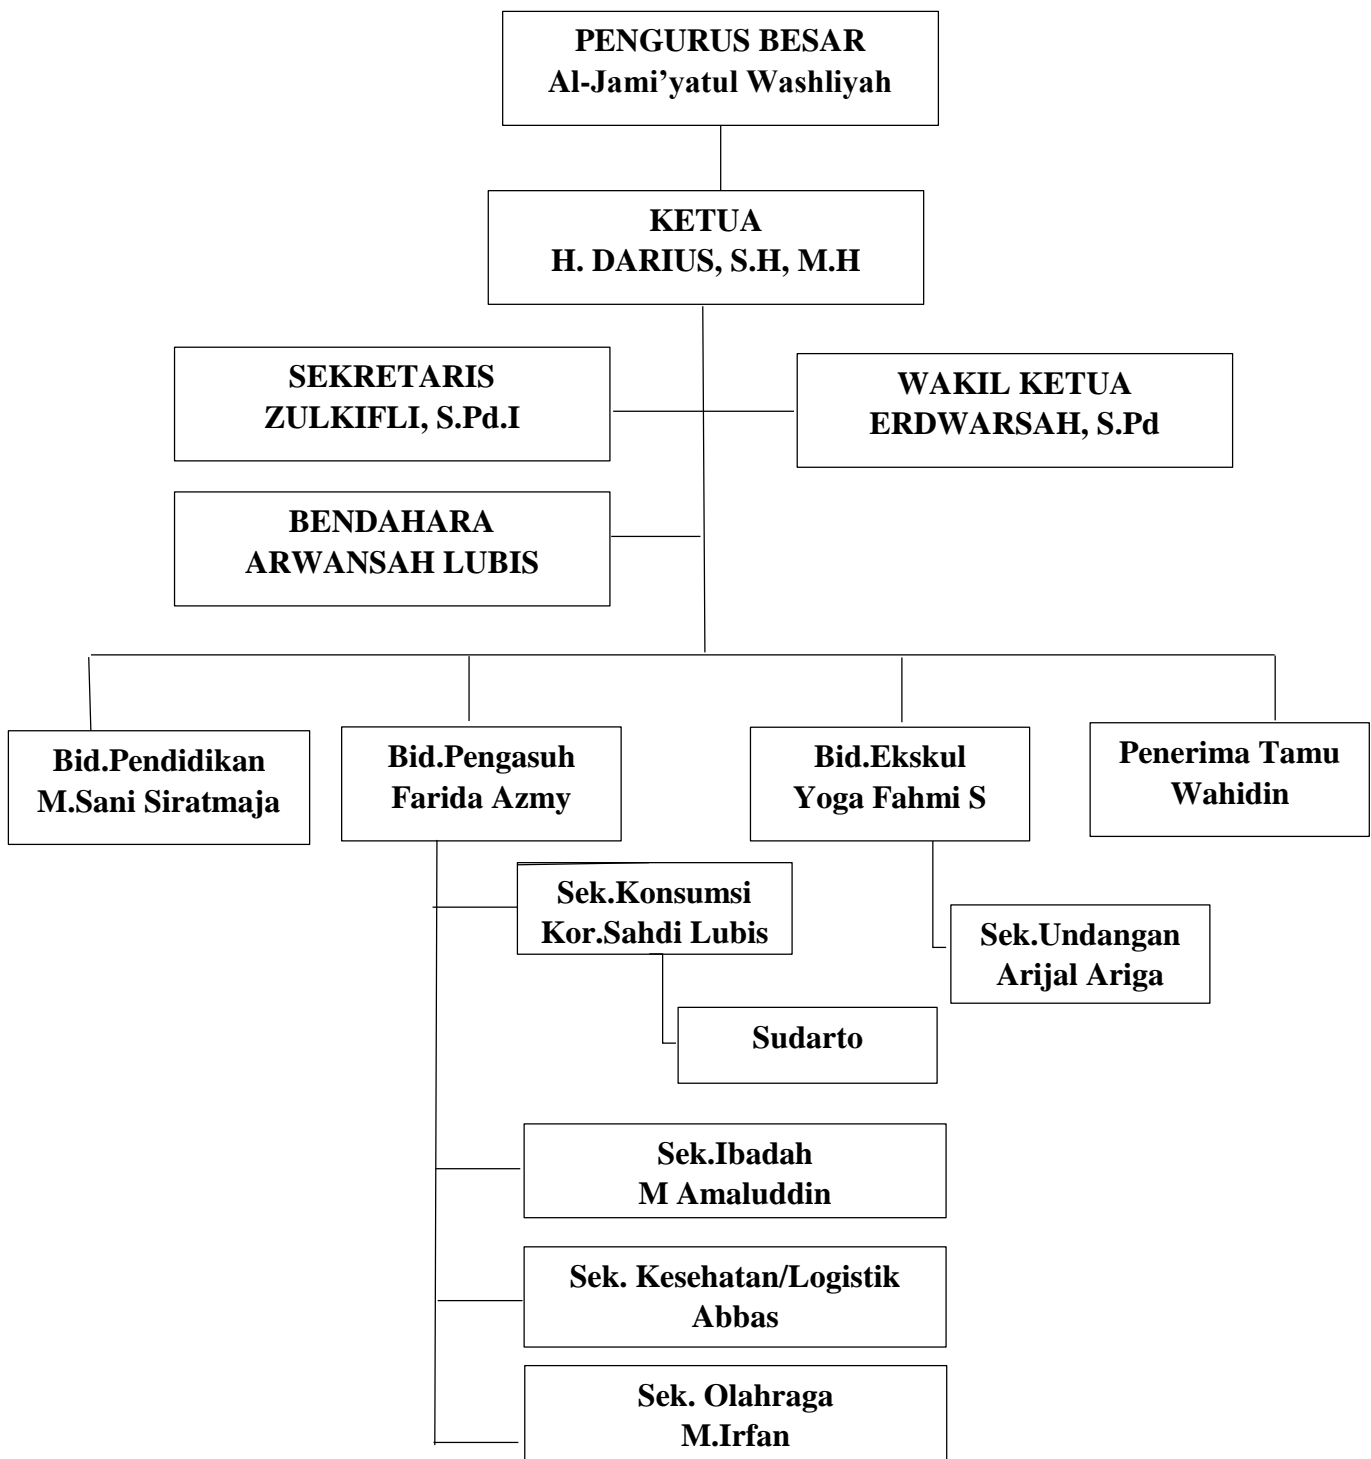 PENGURUS BESAR
Al-Jami’yatul Washliyah
KETUA
H. DARIUS, S.H, M.H
SEKRETARIS
ZULKIFLI, S.Pd.I
WAKIL KETUA
ERDWARSAH, S.Pd
BENDAHARA
ARWANSAH LUBIS
Bid.Pendidikan
M.Sani Siratmaja
Bid.Pengasuh
Farida Azmy
Bid.Ekskul
Yoga Fahmi S
Penerima Tamu
Wahidin
Sek.Konsumsi
Kor.Sahdi Lubis
Sek.Undangan
Arijal Ariga
Sudarto
Sek.Ibadah
M Amaluddin
Sek. Kesehatan/Logistik
Abbas
Sek. Olahraga
M.Irfan